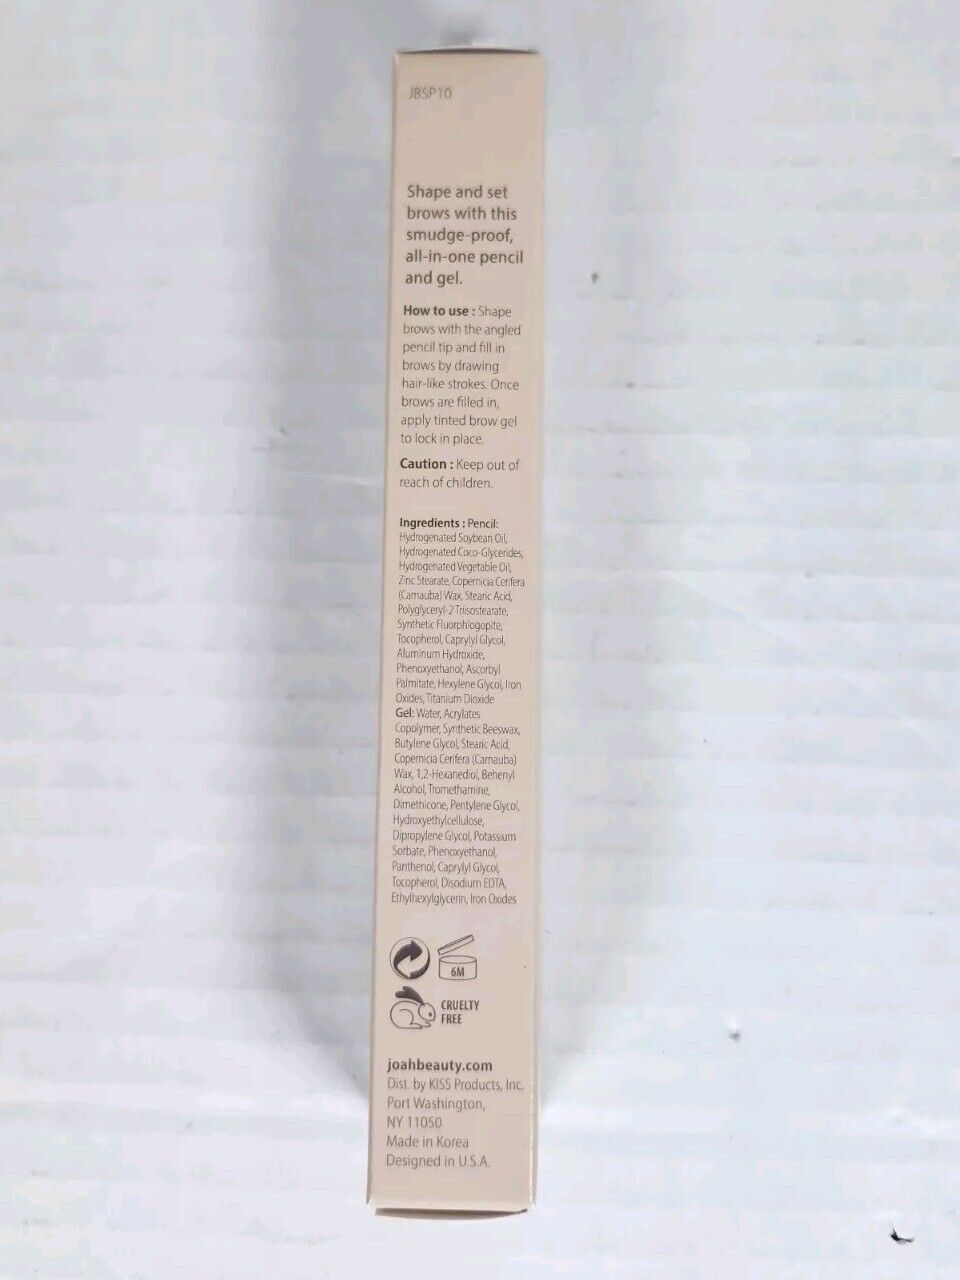 JBSP10
Shape and set
brows with this
smudge-proof,
all-in-one pencil
and gel.
How to use : Shape
brows with the angled
pencil tip and fill in
brows by drawing
hair-like strokes. Once
brows are filled in,
apply tinted brow gel
to lock in place.
Caution : Keep out of
reach of children.
Ingredients : Pencil:
Hydrogenated Soybean Oil,
Hydrogenated Coco-Glycerides,
Hydrogenated Vegetable Oil,
Zinc Stearate, Copernicia Cerifera
(Carnauba) Wax, Stearic Acid,
Polyglyceryl-2 Triisostearate,
Synthetic Fluorphlogopite,
Tocopherol, Caprylyl Glycol,
Aluminum Hydroxide,
Phenoxyethanol, Ascorbyl
Palmitate, Hexylene Glycol, Iron
Oxides, Titanium Dioxide
Gel: Water, Acrylates
Copolymer, Synthetic Beeswax,
Butylene Glycol, Stearic Acid,
Copernicia Cerifera (Carnauba)
Wax, 1,2-Hexanediol, Behenyl
Alcohol, Tromethamine,
Dimethicone, Pentylene Glycol,
Hydroxyethylcellulose,
Dipropylene Glycol, Potassium
Sorbate, Phenoxyethanol,
Panthenol, Caprylyl Glycol,
Tocopherol, Disodium EDTA,
Ethylhexylglycerin, Iron Oxides
6M
CRUELTY
FREE
joahbeauty.com
Dist. by KISS Products, Inc.
Port Washington,
NY 11050
Made in Korea
Designed in U.S.A.